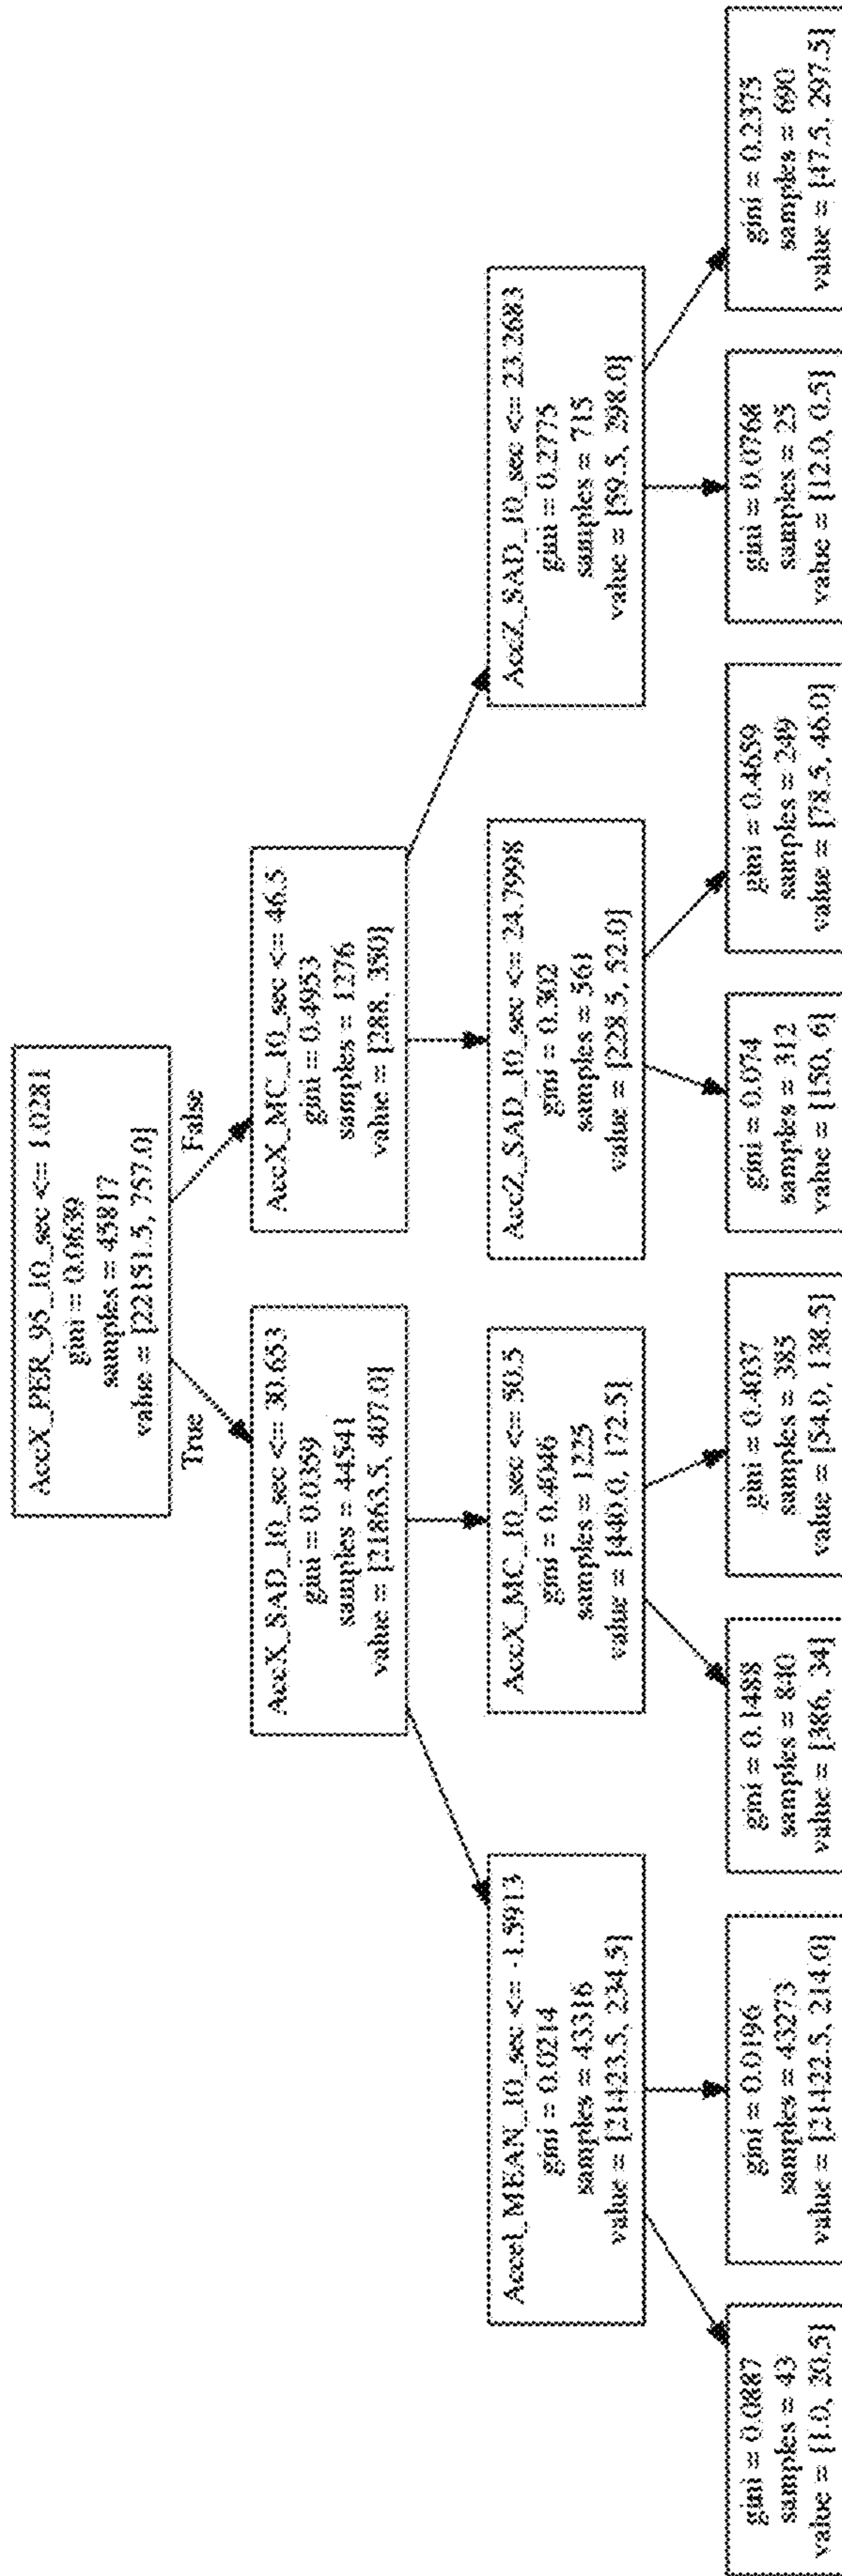 AccX_PER_95_10_sec <= 1.0281
gini = 0.0639
samples = 45817
value = [22151.5, 757.0]
True
False
AccX_SAD_10_sec <= 30.653
gini = 0.0359
samples = 44541
value = [21863.5, 407.0]
AccX_MC_10_sec <= 46.5
gini = 0.4953
samples = 1276
value = [288, 350]
Accel_MEAN_10_sec <= -1.5913
gini = 0.0214
samples = 43316
value = [21423.5, 234.5]
AccX_MC_10_sec <= 50.5
gini = 0.4046
samples = 1225
value = [440.0, 172.5]
AccZ_SAD_10_sec <= 24.7998
gini = 0.302
samples = 561
value = [228.5, 52.0]
AccZ_SAD_10_sec <= 23.2683
gini = 0.2775
samples = 715
value = [59.5, 298.0]
gini = 0.0887
samples = 43
value = [1.0, 20.5]
gini = 0.0196
samples = 43273
value = [21422.5, 214.0]
gini = 0.1488
samples = 840
value = [386, 34]
gini = 0.4037
samples = 385
value = [54.0, 138.5]
gini = 0.074
samples = 312
value = [150, 6]
gini = 0.4659
samples = 249
value = [78.5, 46.0]
gini = 0.0768
samples = 25
value = [12.0, 0.5]
gini = 0.2375
samples = 690
value = [47.5, 297.5]